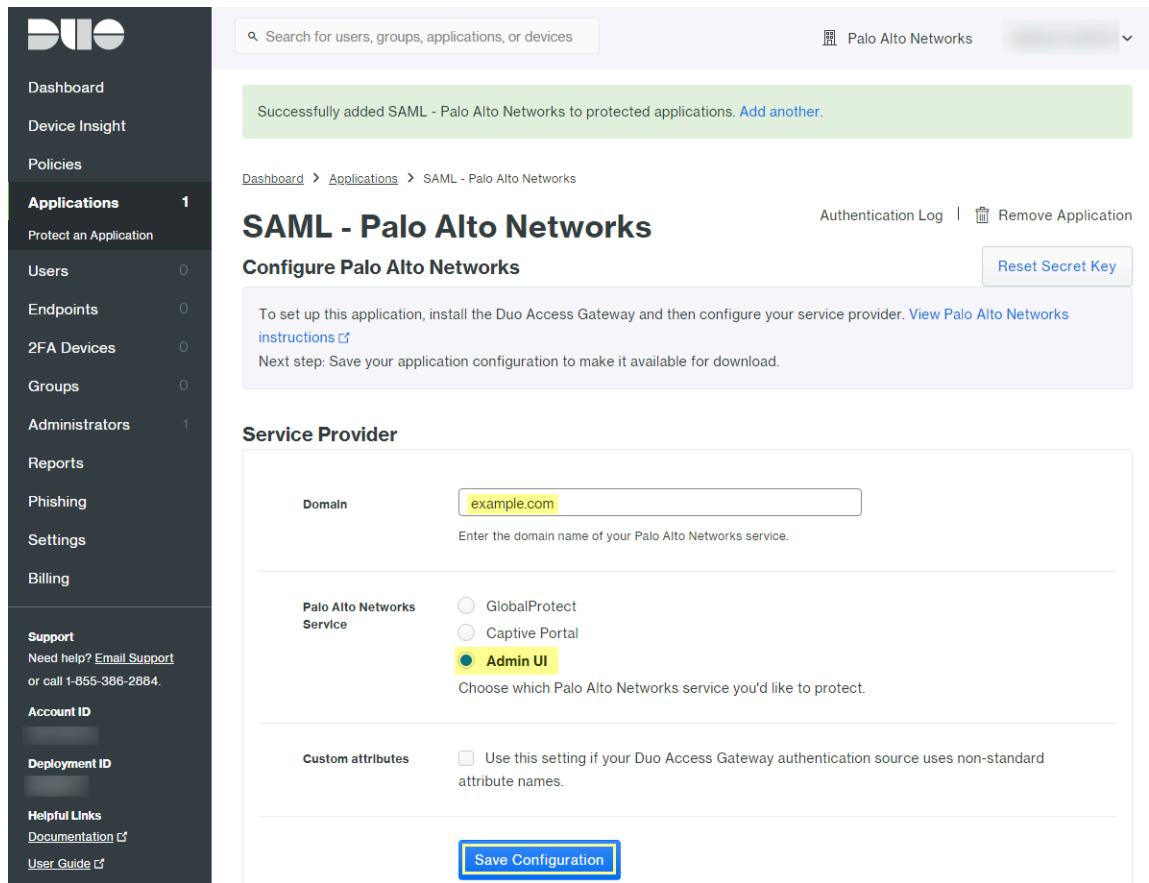 DUO
Search for users, groups, applications, or devices
Palo Alto Networks
Dashboard
Device Insight
Policies
Applications 1
Protect an Application
Users 0
Endpoints 0
2FA Devices 0
Groups 0
Administrators 1
Reports
Phishing
Settings
Billing
Support
Need help? Email Support
or call 1-855-386-2884.
Account ID
Deployment ID
Helpful Links
Documentation
User Guide
Successfully added SAML - Palo Alto Networks to protected applications. Add another.
Dashboard > Applications > SAML - Palo Alto Networks
SAML - Palo Alto Networks
Authentication Log | Remove Application
Configure Palo Alto Networks
Reset Secret Key
To set up this application, install the Duo Access Gateway and then configure your service provider. View Palo Alto Networks
instructions
Next step: Save your application configuration to make it available for download.
Service Provider
Domain
example.com
Enter the domain name of your Palo Alto Networks service.
Palo Alto Networks
Service
GlobalProtect
Captive Portal
Admin UI
Choose which Palo Alto Networks service you'd like to protect.
Custom attributes
Use this setting if your Duo Access Gateway authentication source uses non-standard
attribute names.
Save Configuration